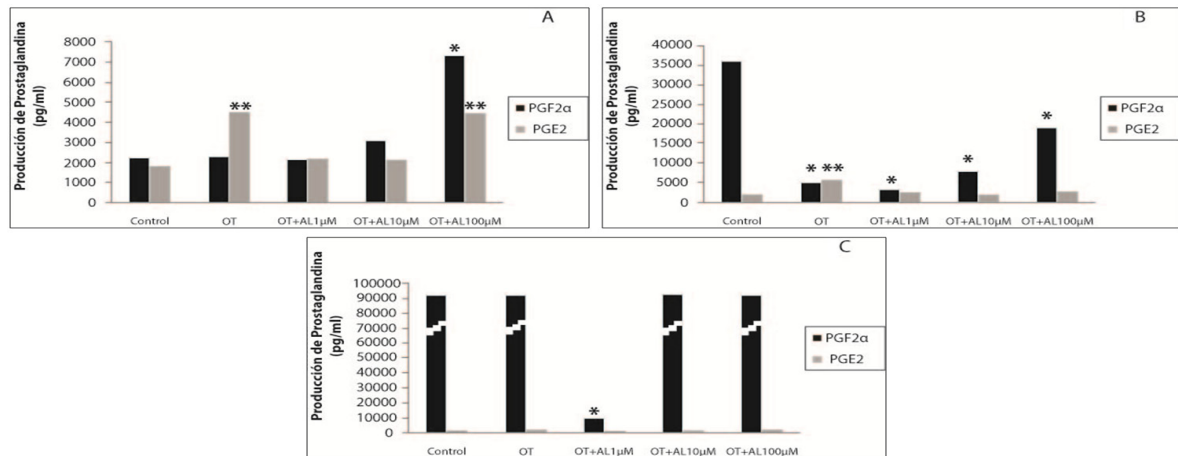 A
Producción de Prostaglandina
(pg/ml)
8000
7000
6000
5000
4000
3000
2000
1000
0
*
**
**
PGF2α
PGE2
Control
OT
OT+AL1µM
OT+AL10µM
OT+AL100µM
B
Producción de Prostaglandina
(pg/ml)
40000
35000
30000
25000
20000
15000
10000
5000
0
*
**
*
*
*
PGF2α
PGE2
Control
OT
OT+AL1µM
OT+AL10µM
OT+AL100µM
C
Producción de Prostaglandina
(pg/ml)
100000
90000
80000
70000
60000
50000
40000
30000
20000
10000
0
*
PGF2α
PGE2
Control
OT
OT+AL1µM
OT+AL10µM
OT+AL100µM